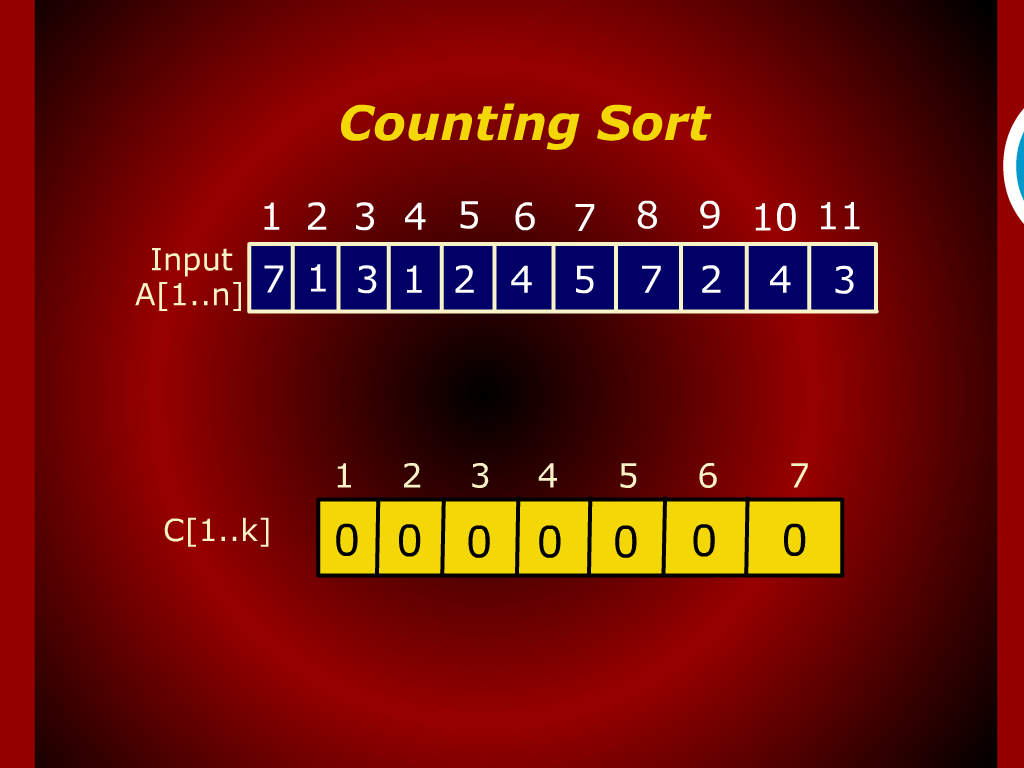 Counting Sort
1 2 3 4 5 6 7 8 9 10 11
Input
A[1..n]
7 1 3 1 2 4 5 7 2 4 3
1 2 3 4 5 6 7
C[1..k]
0 0 0 0 0 0 0